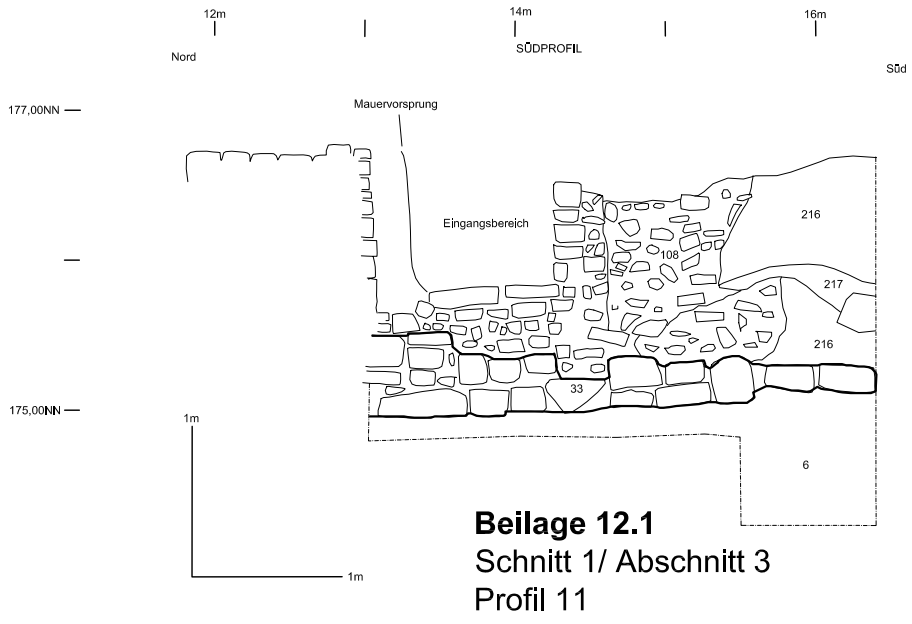 12m
14m
16m
SÜDPROFIL
Nord
Süd
177,00NN
Mauervorsprung
Eingangsbereich
216
108
217
216
33
175,00NN
1m
6
1m
Beilage 12.1
Schnitt 1/ Abschnitt 3
Profil 11